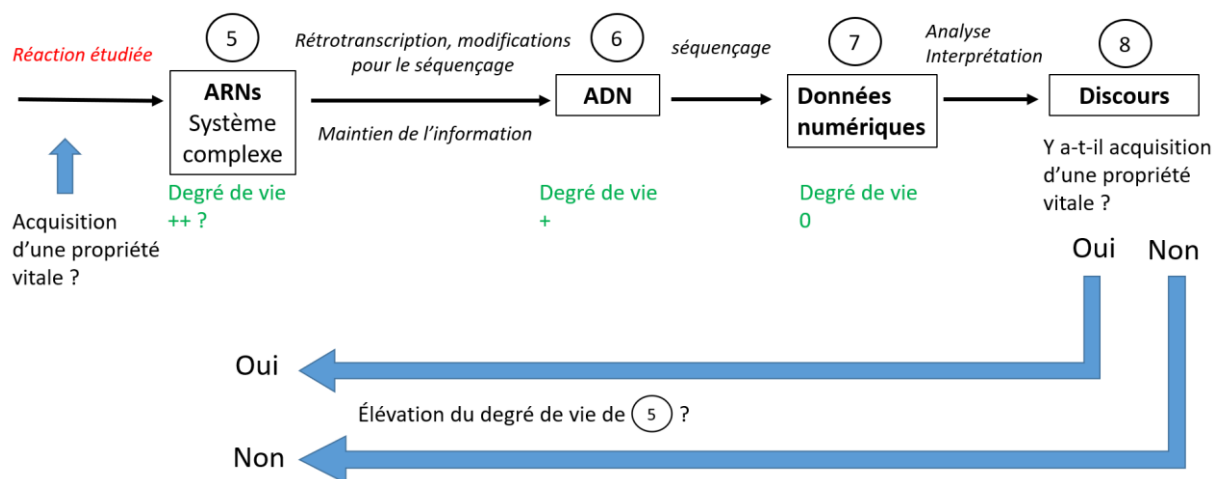 Réaction étudiée
5
ARNs
Système
complexe
Degré de vie
++ ?
Acquisition
d'une propriété
vitale ?
Rétrotranscription, modifications
pour le séquençage
Maintien de l'information
6
ADN
Degré de vie
+
séquençage
7
Données
numériques
Degré de vie
0
Analyse
Interprétation
8
Discours
Y a-t-il acquisition
d'une propriété
vitale ?
Oui Non
Oui
Élévation du degré de vie de 5 ?
Non